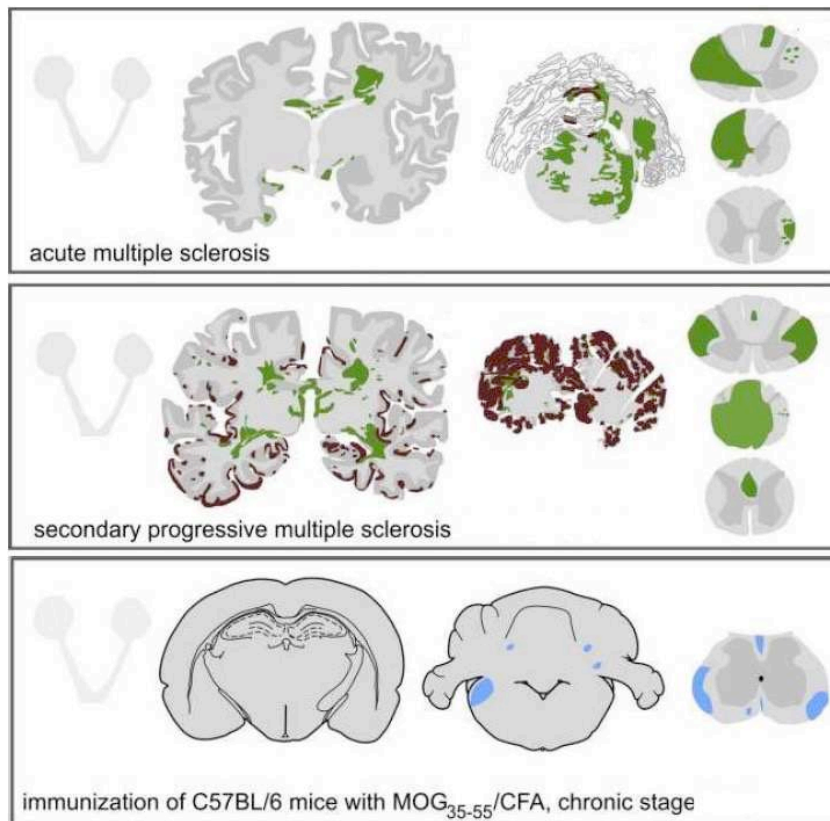 acute multiple sclerosis
secondary progressive multiple sclerosis
immunization of C57BL/6 mice with MOG35-55/CFA, chronic stage